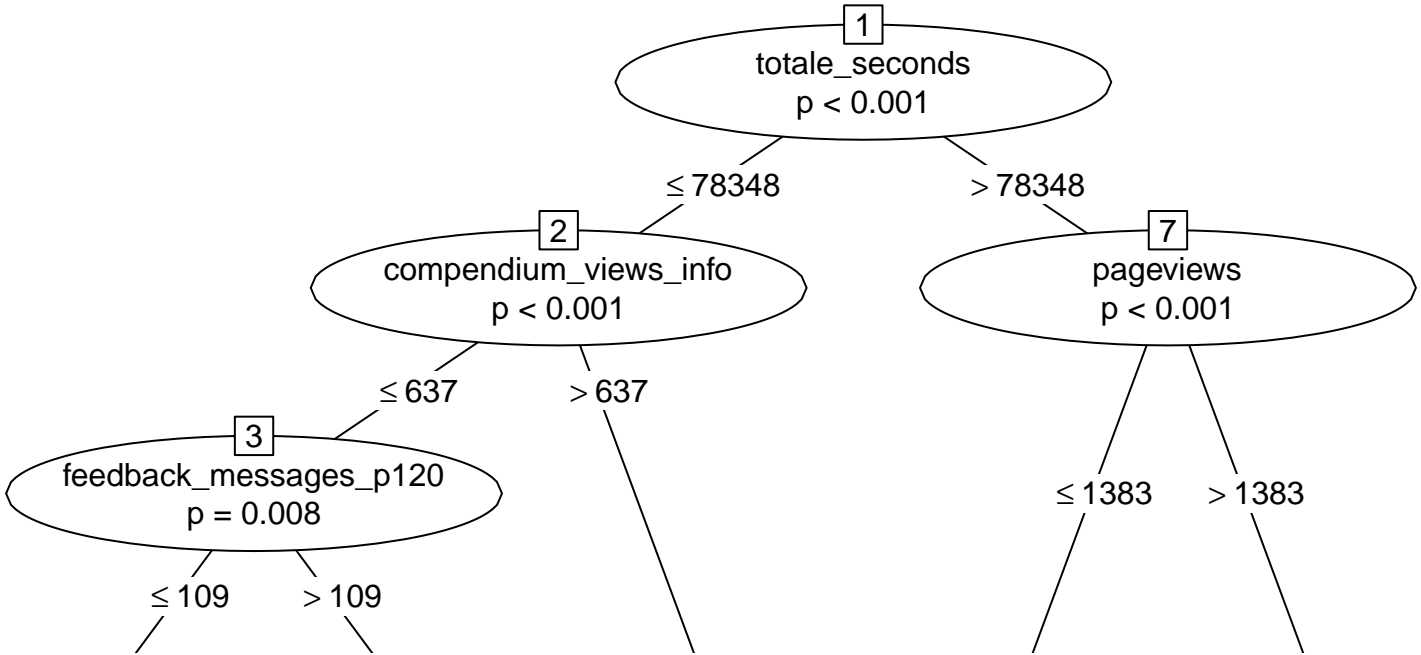 1
totale_seconds
p < 0.001
≤ 78348
> 78348
2
compendium_views_info
p < 0.001
7
pageviews
p < 0.001
≤ 637
> 637
3
feedback_messages_p120
p = 0.008
≤ 1383
> 1383
≤ 109
> 109